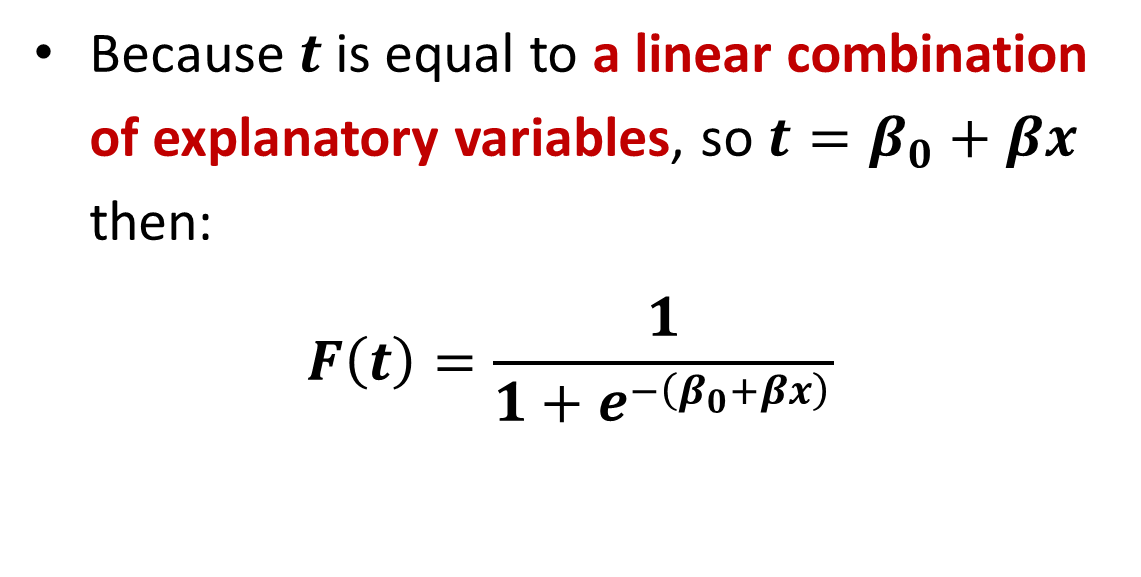 • Because t is equal to a linear combination
of explanatory variables, so t = β₀ + βx
then:
F(t) = 1 / (1 + e^−(β₀+βx))